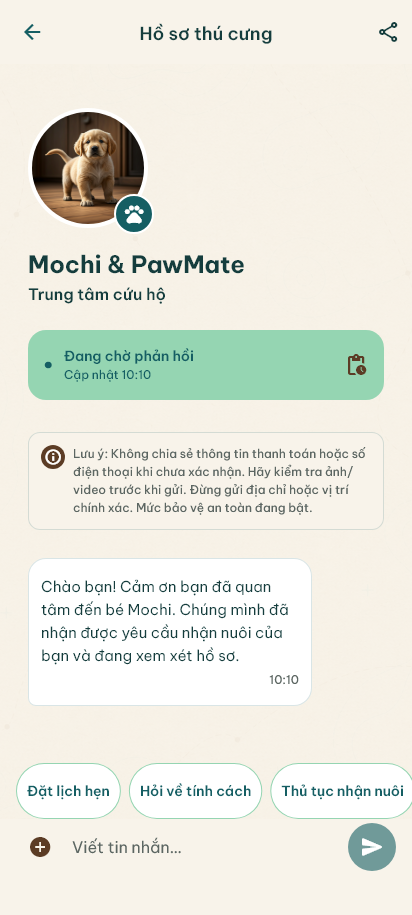 Hồ sơ thú cưng
Mochi & PawMate
Trung tâm cứu hộ
Đang chờ phản hồi
Cập nhật 10:10
Lưu ý: Không chia sẻ thông tin thanh toán hoặc số
điện thoại khi chưa xác nhận. Hãy kiểm tra ảnh/
video trước khi gửi. Đừng gửi địa chỉ hoặc vị trí
chính xác. Mức bảo vệ an toàn đang bật.
Chào bạn! Cảm ơn bạn đã quan
tâm đến bé Mochi. Chúng mình đã
nhận được yêu cầu nhận nuôi của
bạn và đang xem xét hồ sơ.
10:10
Đặt lịch hẹn
Hỏi về tính cách
Thủ tục nhận nuôi
Viết tin nhắn...